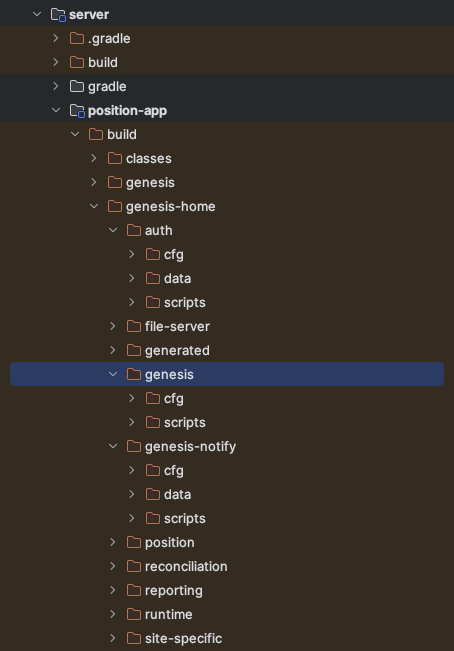 server
.gradle
build
gradle
position-app
build
classes
genesis
genesis-home
auth
cfg
data
scripts
file-server
generated
genesis
cfg
scripts
genesis-notify
cfg
data
scripts
position
reconciliation
reporting
runtime
site-specific